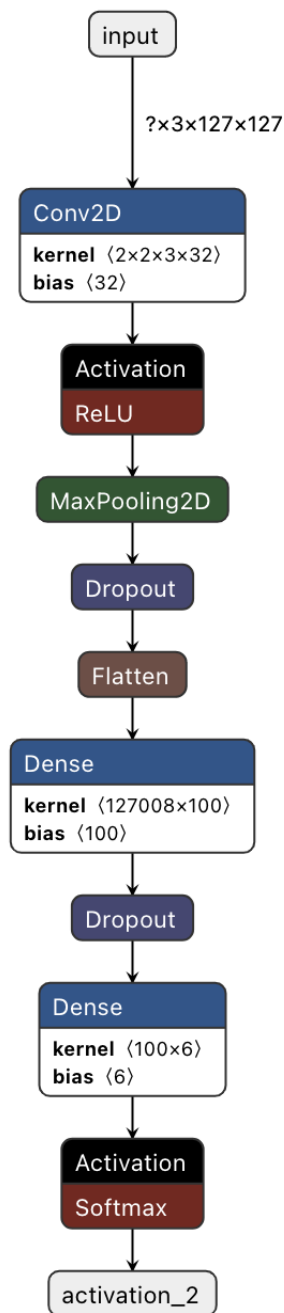 input
?×3×127×127
Conv2D
kernel ⟨2×2×3×32⟩
bias ⟨32⟩
Activation
ReLU
MaxPooling2D
Dropout
Flatten
Dense
kernel ⟨127008×100⟩
bias ⟨100⟩
Dropout
Dense
kernel ⟨100×6⟩
bias ⟨6⟩
Activation
Softmax
activation_2